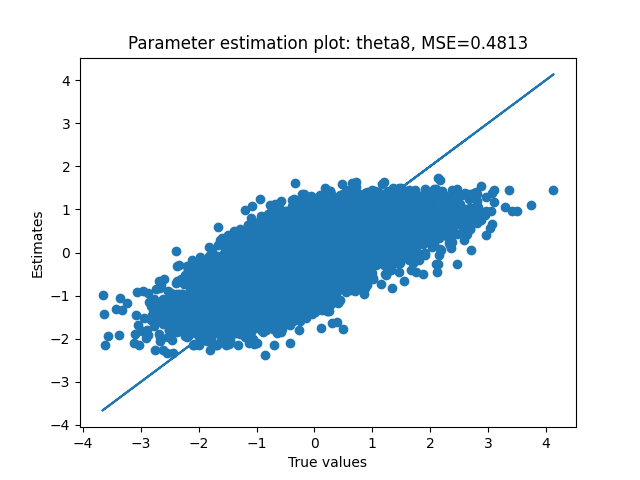 Parameter estimation plot: theta8, MSE=0.4813
4
3
2
1
0
−1
−2
−3
−4
Estimates
−4 −3 −2 −1 0 1 2 3 4
True values